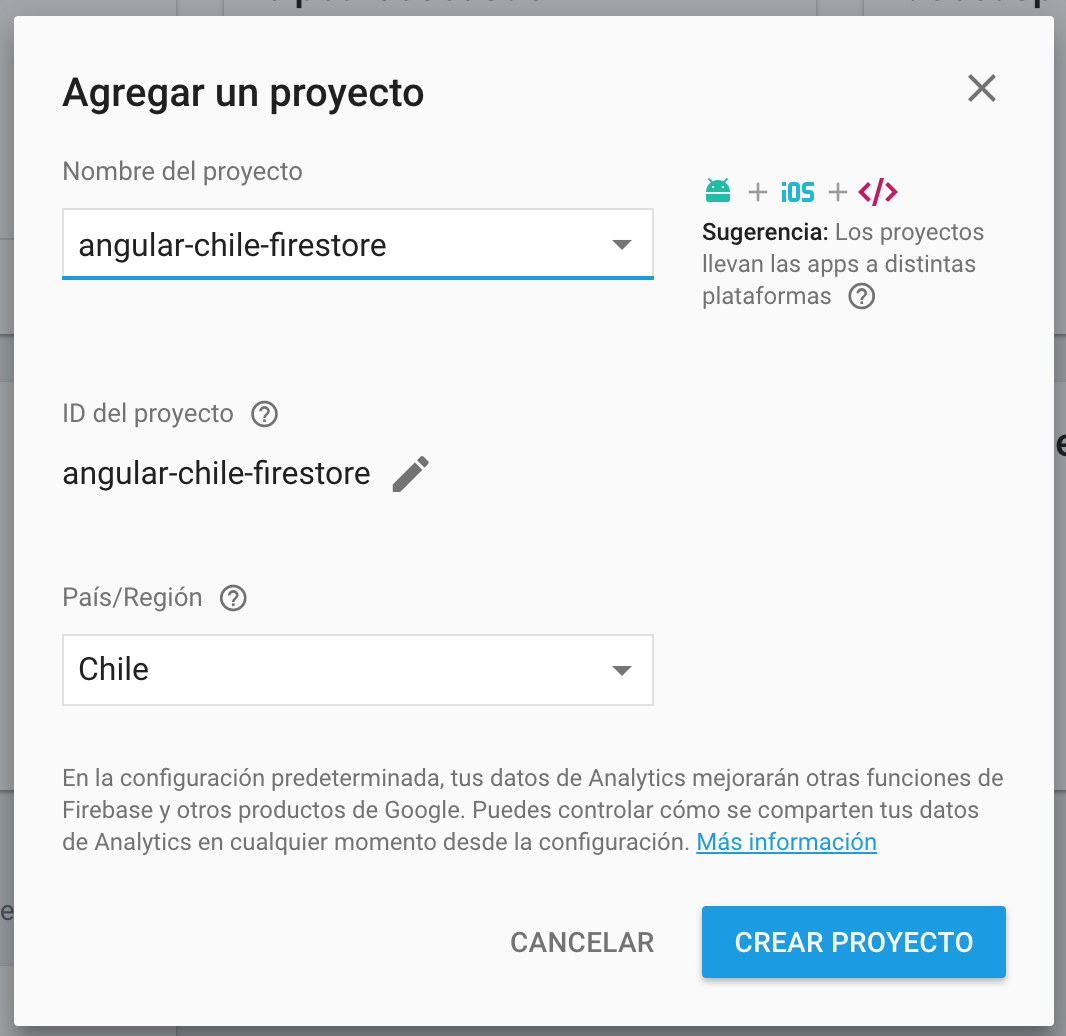 Agregar un proyecto
Nombre del proyecto
angular-chile-firestore
+ iOS + </>
Sugerencia: Los proyectos
llevan las apps a distintas
plataformas ?
ID del proyecto ?
angular-chile-firestore
País/Región ?
Chile
En la configuración predeterminada, tus datos de Analytics mejorarán otras funciones de
Firebase y otros productos de Google. Puedes controlar cómo se comparten tus datos
de Analytics en cualquier momento desde la configuración. Más información
CANCELAR
CREAR PROYECTO